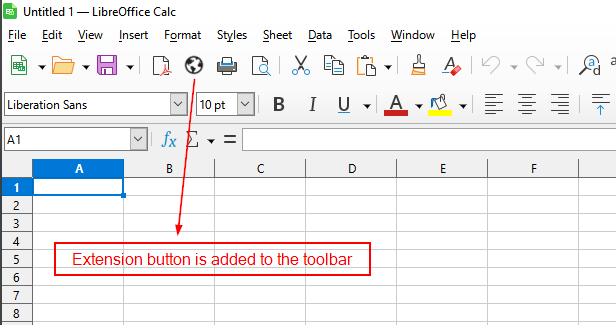 Untitled 1 — LibreOffice Calc
File Edit View Insert Format Styles Sheet Data Tools Window Help
Liberation Sans 10 pt B I U A
A1 fx Σ =
A B C D E F
1
2
3
4
5 Extension button is added to the toolbar
6
7
8